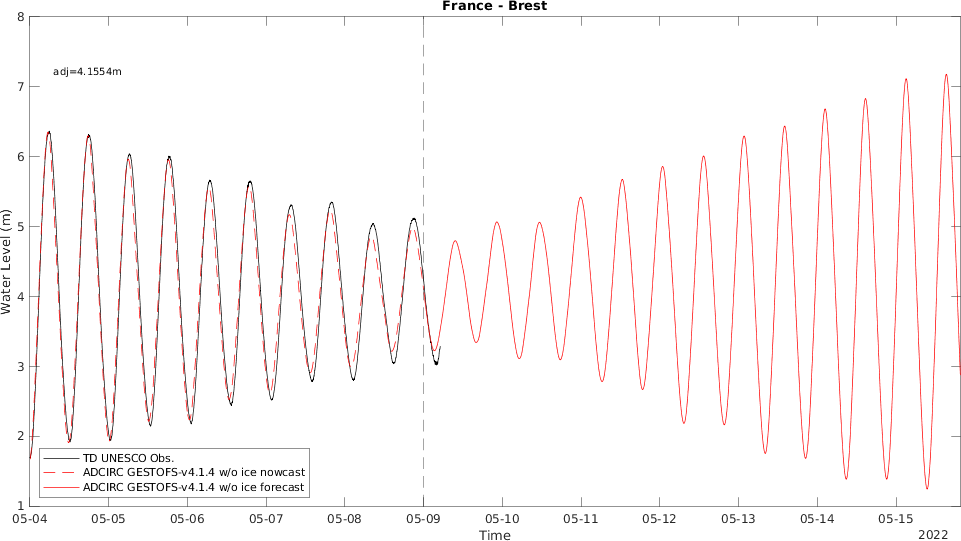 France - Brest
8
adj=4.1554m
7
6
5
4
3
2
1
Water Level (m)
TD UNESCO Obs.
ADCIRC GESTOFS-v4.1.4 w/o ice nowcast
ADCIRC GESTOFS-v4.1.4 w/o ice forecast
05-04 05-05 05-06 05-07 05-08 05-09 05-10 05-11 05-12 05-13 05-14 05-15
Time
2022